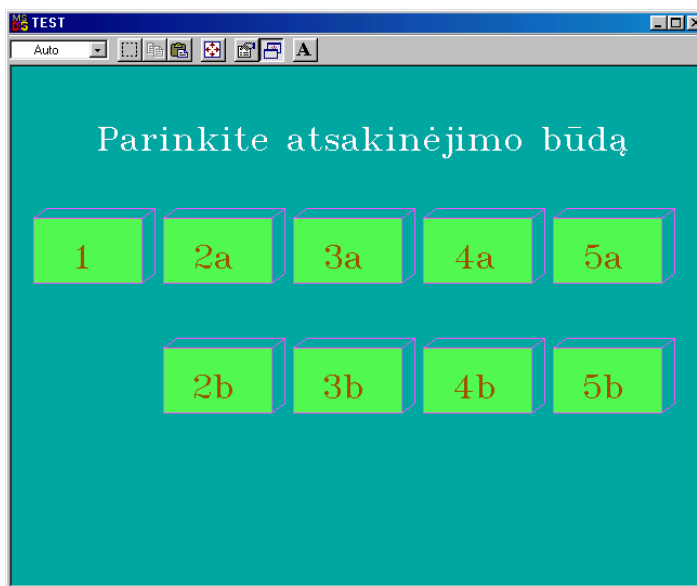 TEST
Auto
A
Parinkite atsakinėjimo būdą
1 2a 3a 4a 5a
2b 3b 4b 5b